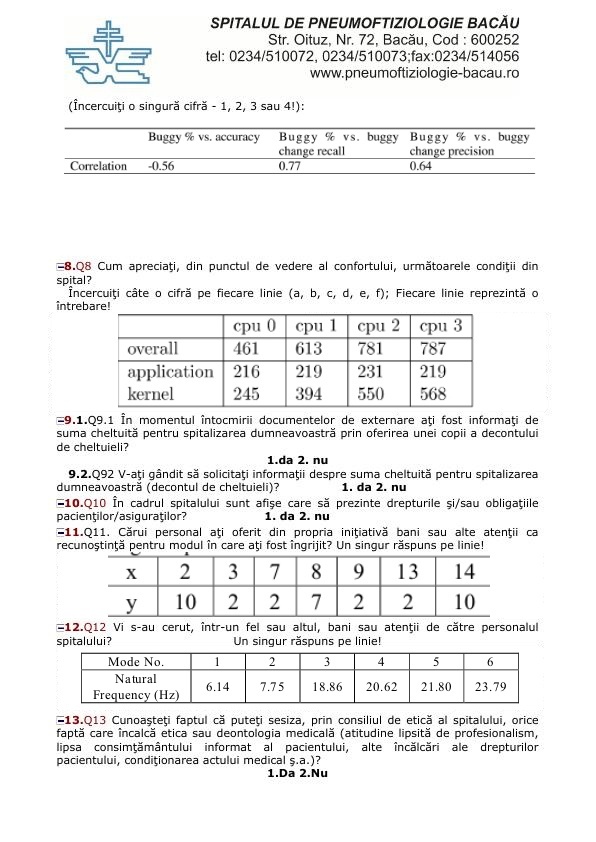 SPITALUL DE PNEUMOFTIZIOLOGIE BACĂU
Str. Oituz, Nr. 72, Bacău, Cod : 600252
tel: 0234/510072, 0234/510073;fax:0234/514056
www.pneumoftiziologie-bacau.ro
(Încercuiţi o singură cifră - 1, 2, 3 sau 4!):
Buggy % vs. accuracy Buggy % vs. buggy Buggy % vs. buggy
change recall change precision
Correlation -0.56 0.77 0.64
8.Q8 Cum apreciaţi, din punctul de vedere al confortului, următoarele condiţii din
spital?
Încercuiţi câte o cifră pe fiecare linie (a, b, c, d, e, f); Fiecare linie reprezintă o
întrebare!
cpu 0 cpu 1 cpu 2 cpu 3
overall 461 613 781 787
application 216 219 231 219
kernel 245 394 550 568
9.1.Q9.1 În momentul întocmirii documentelor de externare aţi fost informaţi de
suma cheltuită pentru spitalizarea dumneavoastră prin oferirea unei copii a decontului
de cheltuieli?
1.da 2. nu
9.2.Q92 V-aţi gândit să solicitaţi informaţii despre suma cheltuită pentru spitalizarea
dumneavoastră (decontul de cheltuieli)? 1. da 2. nu
10.Q10 În cadrul spitalului sunt afişe care să prezinte drepturile şi/sau obligaţiile
pacienţilor/asiguraţilor? 1. da 2. nu
11.Q11. Cărui personal aţi oferit din propria iniţiativă bani sau alte atenţii ca
recunoştinţă pentru modul în care aţi fost îngrijit? Un singur răspuns pe linie!
x 2 3 7 8 9 13 14
y 10 2 2 7 2 2 10
12.Q12 Vi s-au cerut, într-un fel sau altul, bani sau atenţii de către personalul
spitalului? Un singur răspuns pe linie!
Mode No. 1 2 3 4 5 6
Natural
Frequency (Hz) 6.14 7.75 18.86 20.62 21.80 23.79
13.Q13 Cunoaşteţi faptul că puteţi sesiza, prin consiliul de etică al spitalului, orice
faptă care încalcă etica sau deontologia medicală (atitudine lipsită de profesionalism,
lipsa consimţământului informat al pacientului, alte încălcări ale drepturilor
pacientului, condiţionarea actului medical ş.a.)?
1.Da 2.Nu